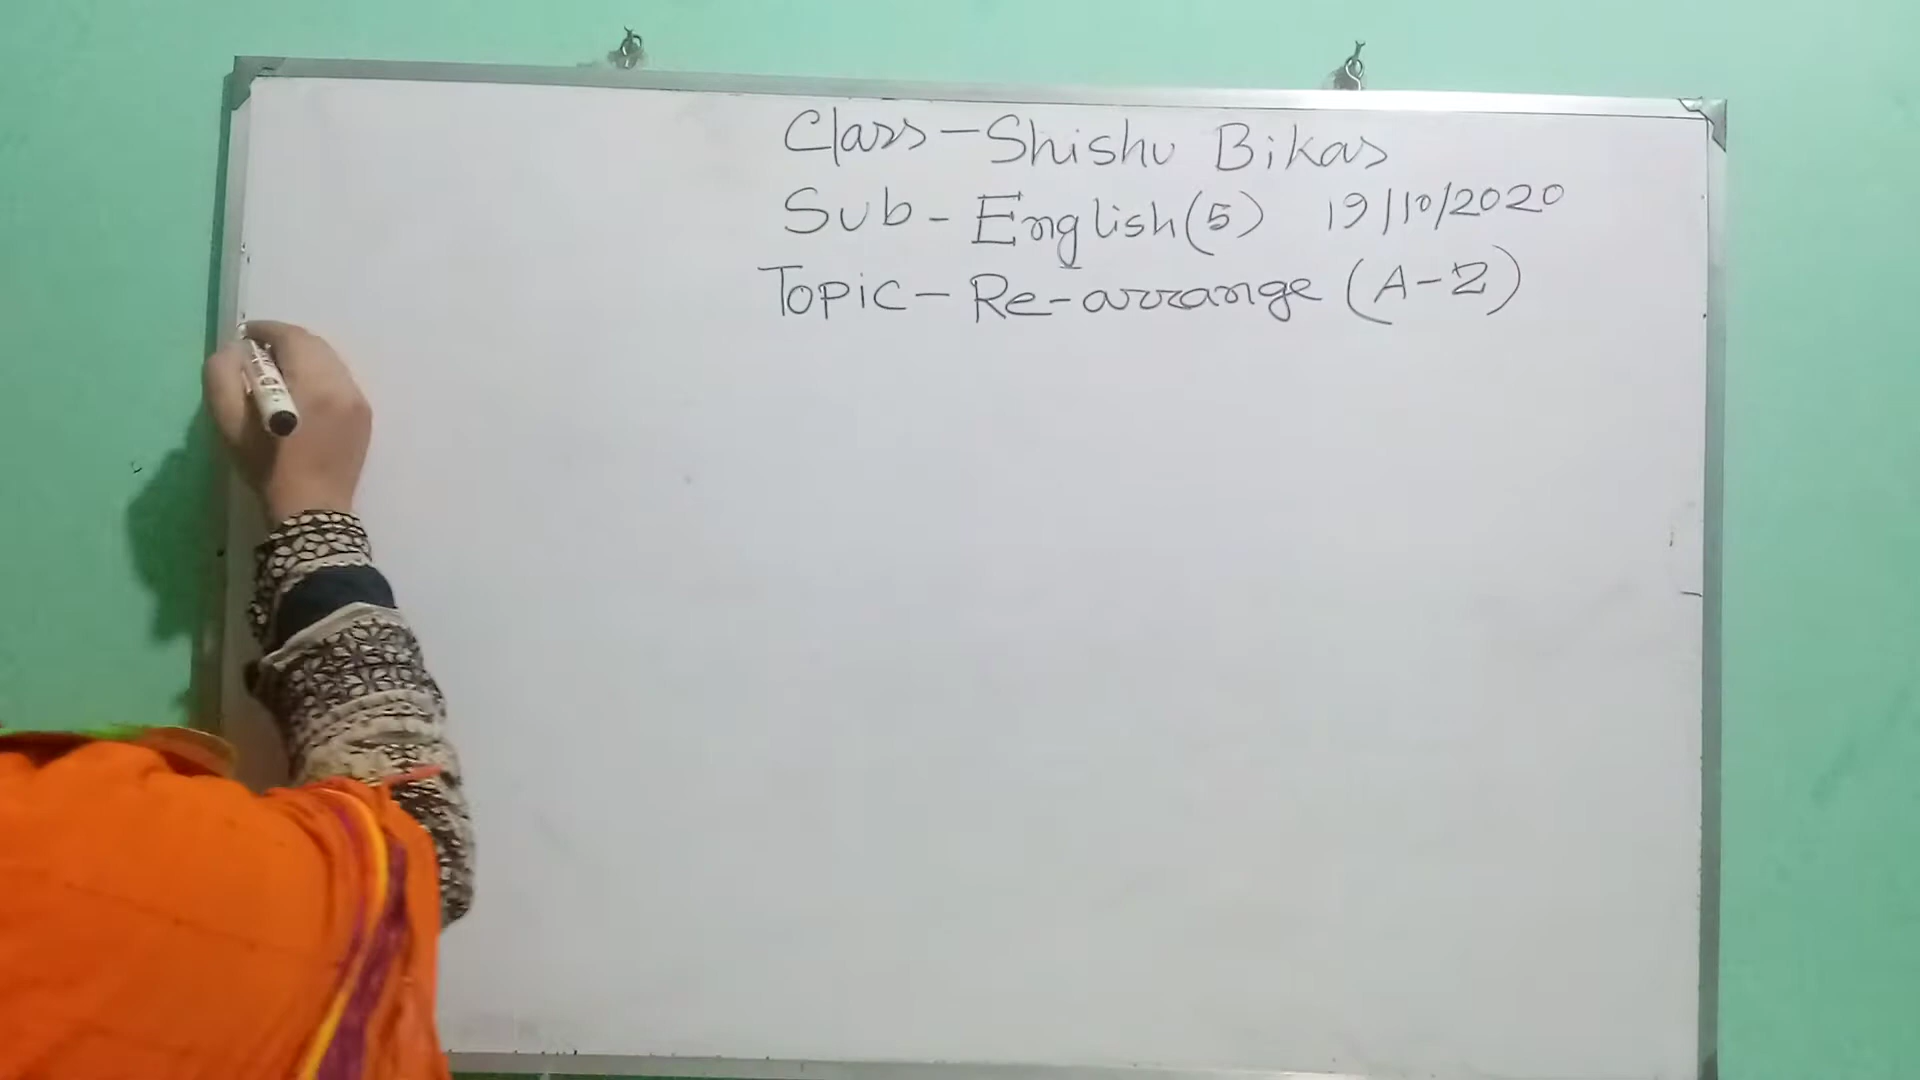 Class-Shishu Bikas
Sub-English(5) 19/10/2020
Topic-Re-arrange (A-Z)